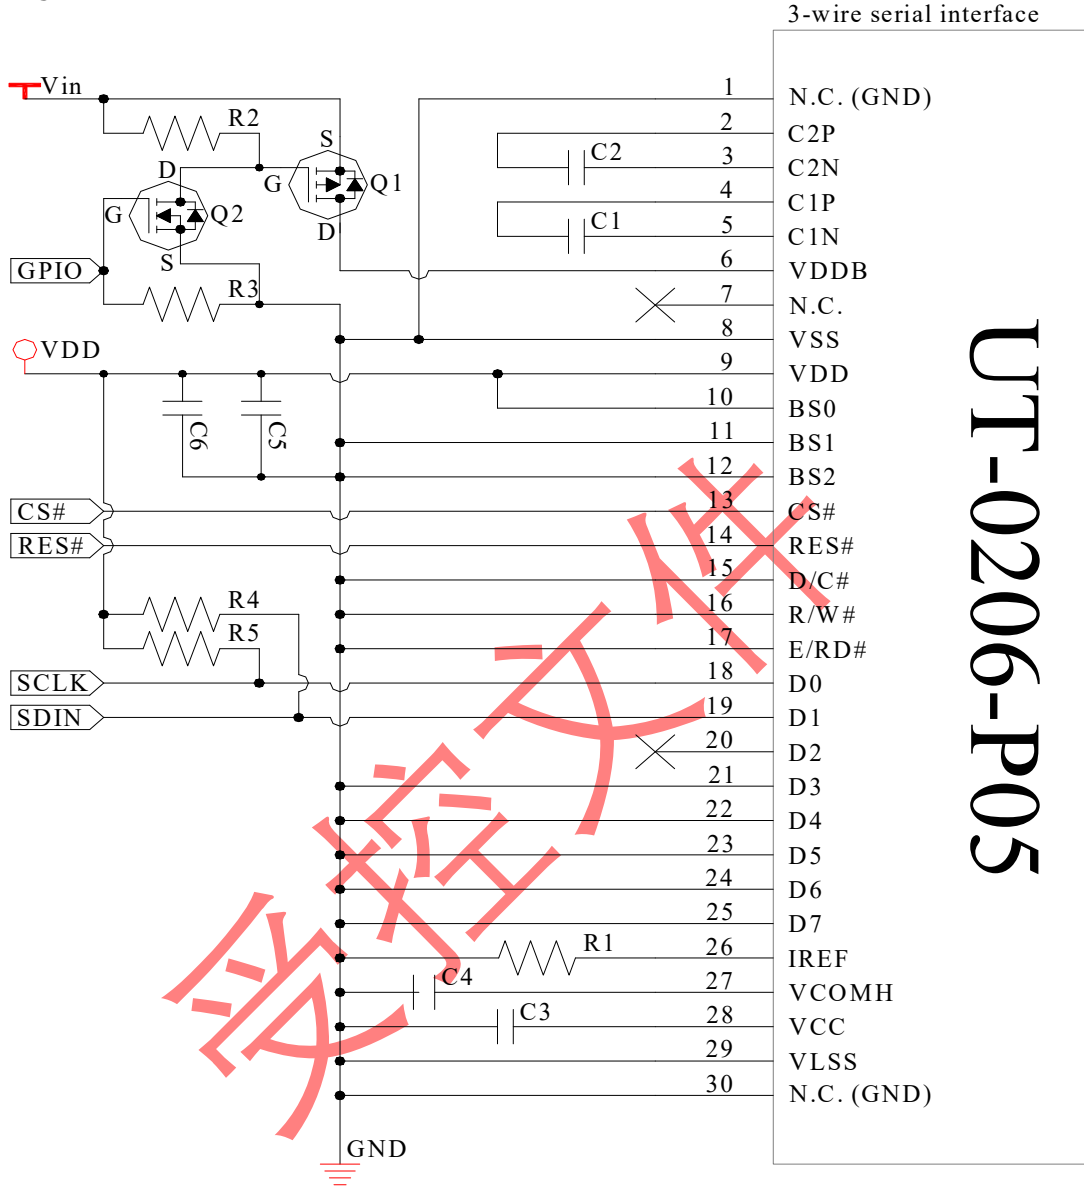 3-wire serial interface
Vin
R2
S
D
G
Q1
G
Q2
D
S
GPIO
R3
VDD
C6
C5
CS#
RES#
R4
R5
SCLK
SDIN
C2
C1
R1
C4
C3
GND
1 N.C. (GND)
2 C2P
3 C2N
4 C1P
5 C1N
6 VDDB
7 N.C.
8 VSS
9 VDD
10 BS0
11 BS1
12 BS2
13 CS#
14 RES#
15 D/C#
16 R/W#
17 E/RD#
18 D0
19 D1
20 D2
21 D3
22 D4
23 D5
24 D6
25 D7
26 IREF
27 VCOMH
28 VCC
29 VLSS
30 N.C. (GND)
UT-0206-P05
受控文件